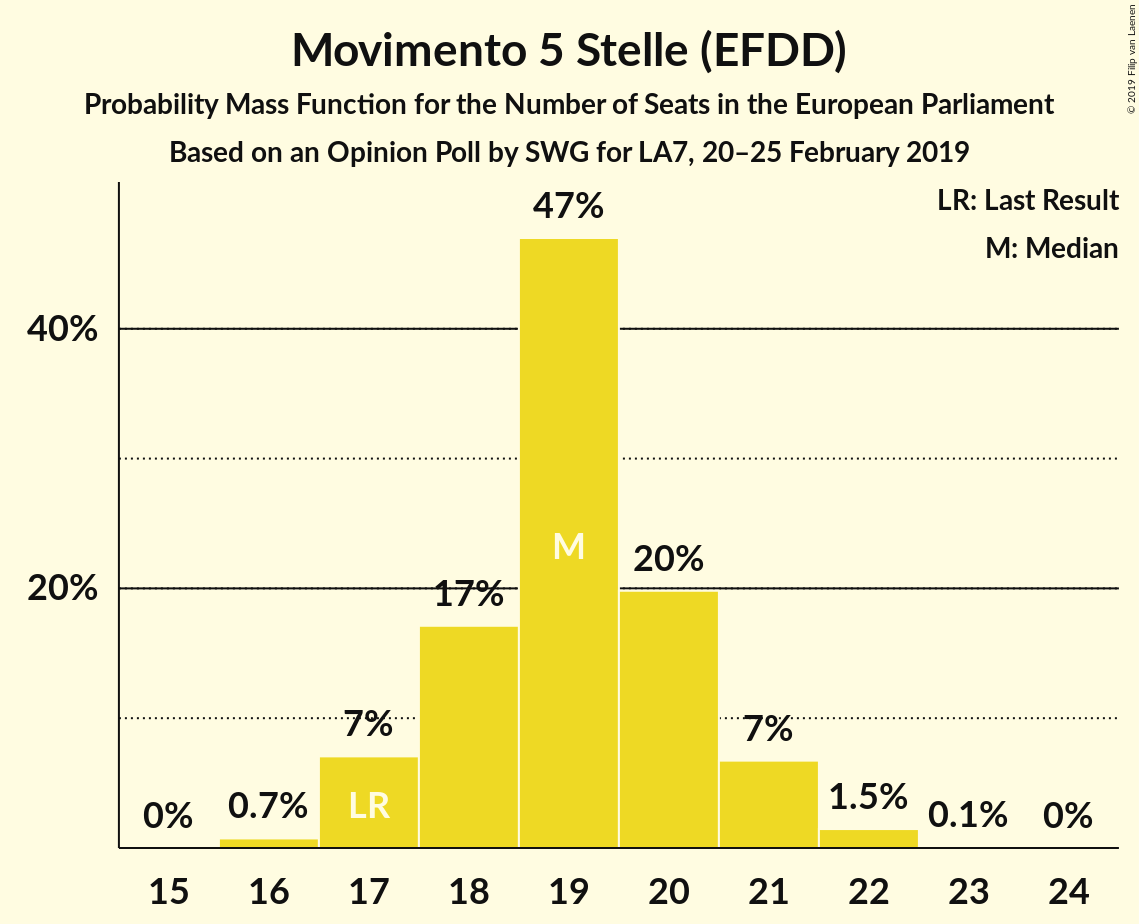 Movimento 5 Stelle (EFDD)
Probability Mass Function for the Number of Seats in the European Parliament
Based on an Opinion Poll by SWG for LA7, 20–25 February 2019
© 2019 Filip van Laenen
LR: Last Result
M: Median
40%
20%
0%
0.7%
7%
17%
47%
20%
7%
1.5%
0.1%
0%
LR
M
15 16 17 18 19 20 21 22 23 24